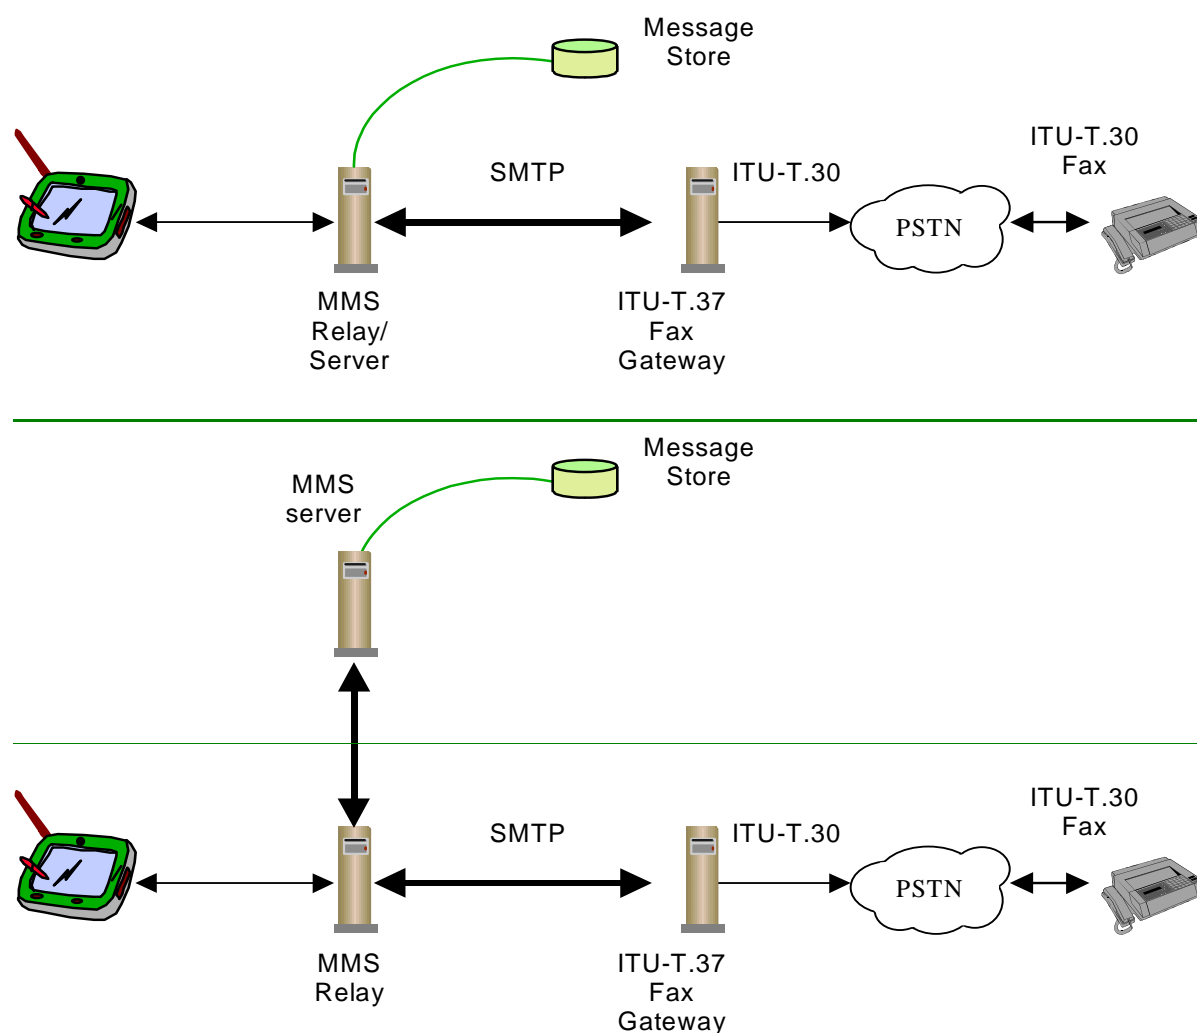 Message
Store
ITU-T.30
Fax
SMTP
ITU-T.30
PSTN
MMS
Relay/
Server
ITU-T.37
Fax
Gateway
Message
Store
MMS
server
ITU-T.30
Fax
SMTP
ITU-T.30
PSTN
MMS
Relay
ITU-T.37
Fax
Gateway